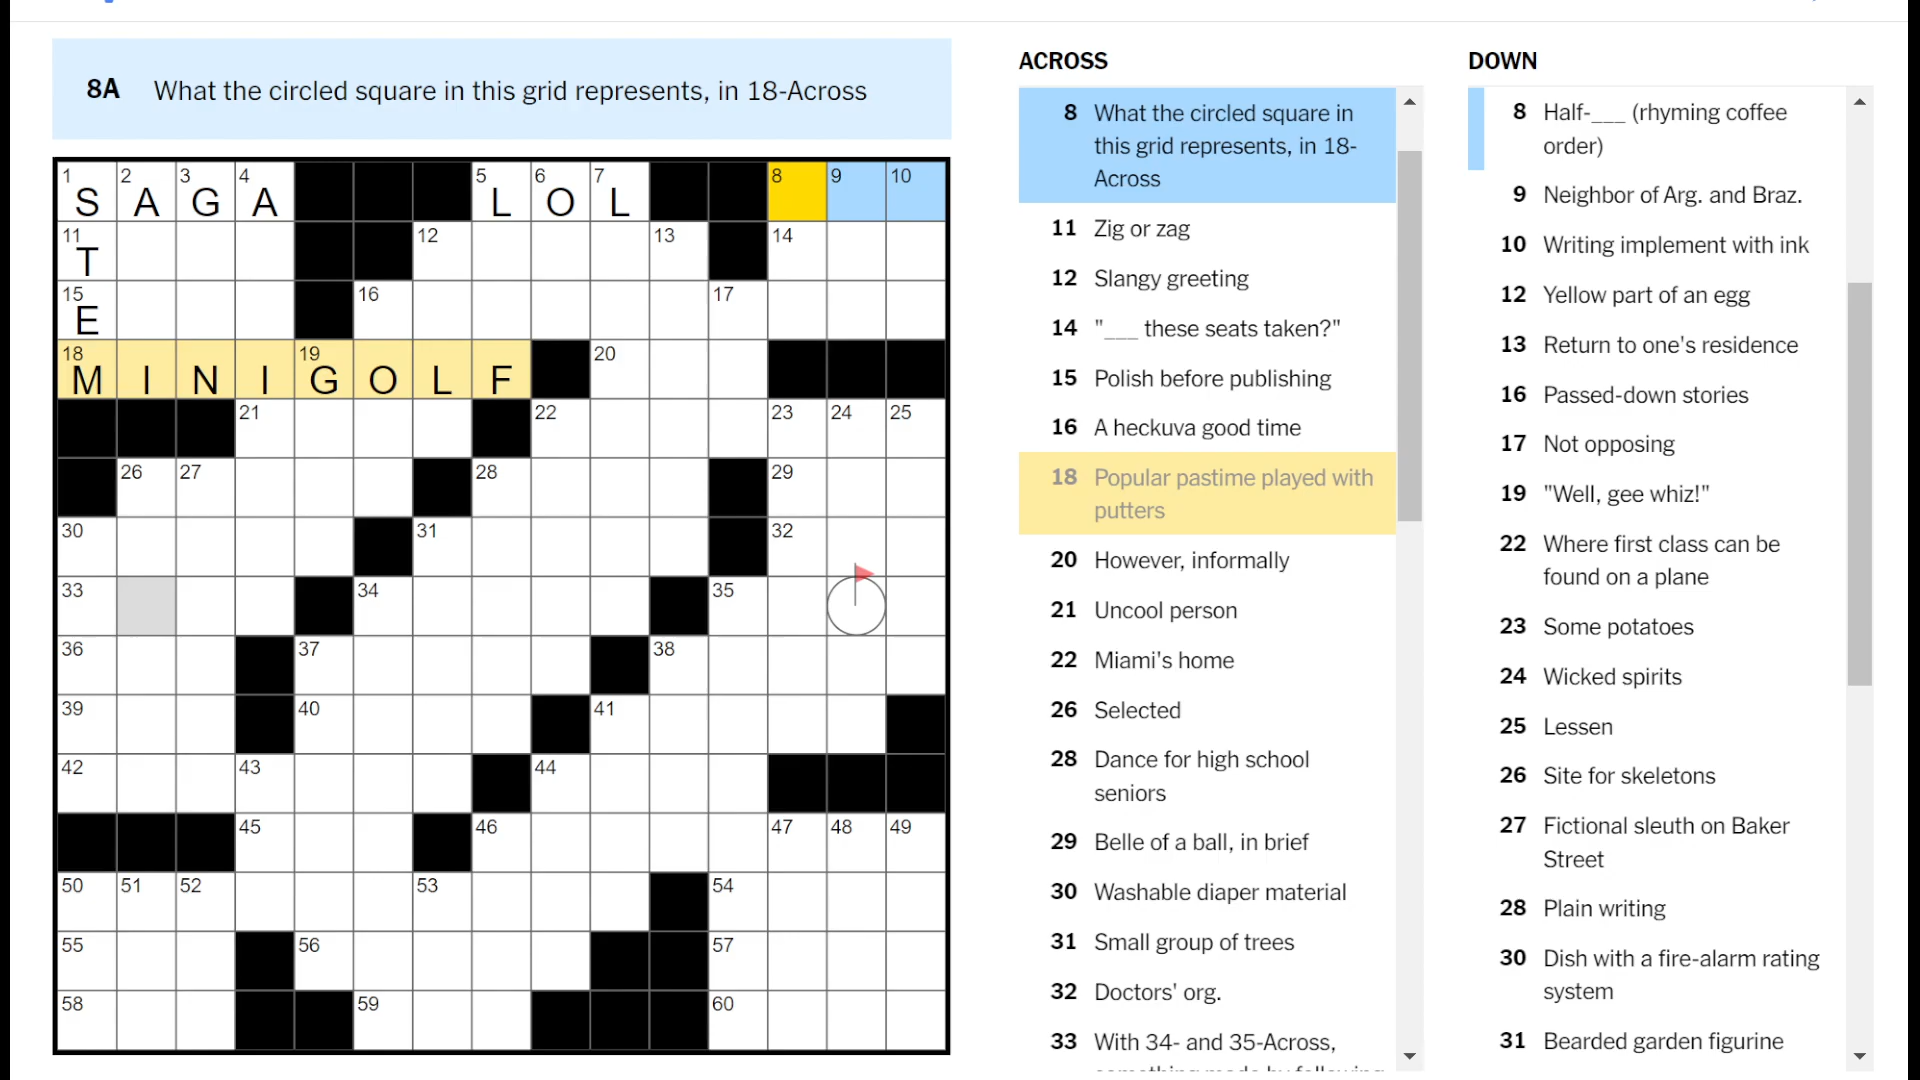 8A What the circled square in this grid represents, in 18-Across
1 2 3 4 5 6 7 8 9 10
S A G A L O L
11 12 13 14
T
15 16 17
E
18 19 20
M I N I G O L F
21 22 23 24 25
26 27 28 29
30 31 32
33 34 35
36 37 38
39 40 41
42 43 44
45 46 47 48 49
50 51 52 53 54
55 56 57
58 59 60
ACROSS
8 What the circled square in
this grid represents, in 18-
Across
11 Zig or zag
12 Slangy greeting
14 "___ these seats taken?"
15 Polish before publishing
16 A heckuva good time
18 Popular pastime played with
putters
20 However, informally
21 Uncool person
22 Miami's home
26 Selected
28 Dance for high school
seniors
29 Belle of a ball, in brief
30 Washable diaper material
31 Small group of trees
32 Doctors' org.
33 With 34- and 35-Across,
DOWN
8 Half-___ (rhyming coffee
order)
9 Neighbor of Arg. and Braz.
10 Writing implement with ink
12 Yellow part of an egg
13 Return to one's residence
16 Passed-down stories
17 Not opposing
19 "Well, gee whiz!"
22 Where first class can be
found on a plane
23 Some potatoes
24 Wicked spirits
25 Lessen
26 Site for skeletons
27 Fictional sleuth on Baker
Street
28 Plain writing
30 Dish with a fire-alarm rating
system
31 Bearded garden figurine